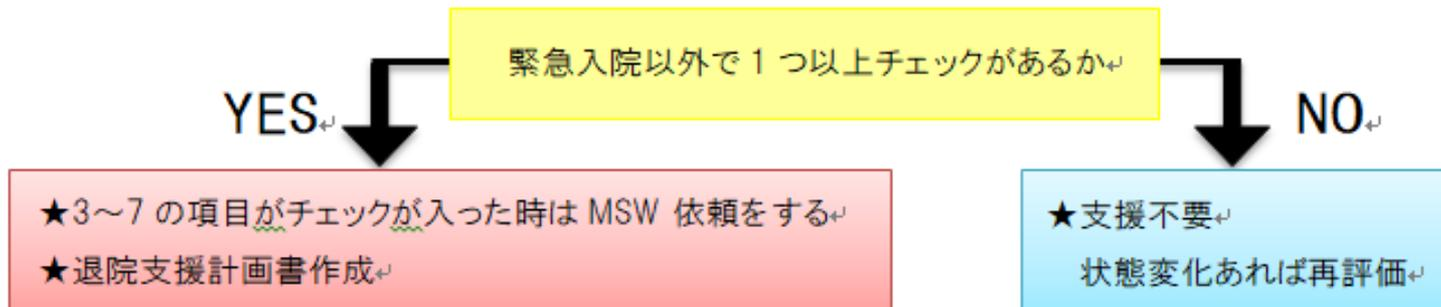 緊急入院以外で1つ以上チェックがあるか
YES
NO
★3～7の項目がチェックが入った時はMSW 依頼をする
★退院支援計画書作成
★支援不要
状態変化あれば再評価